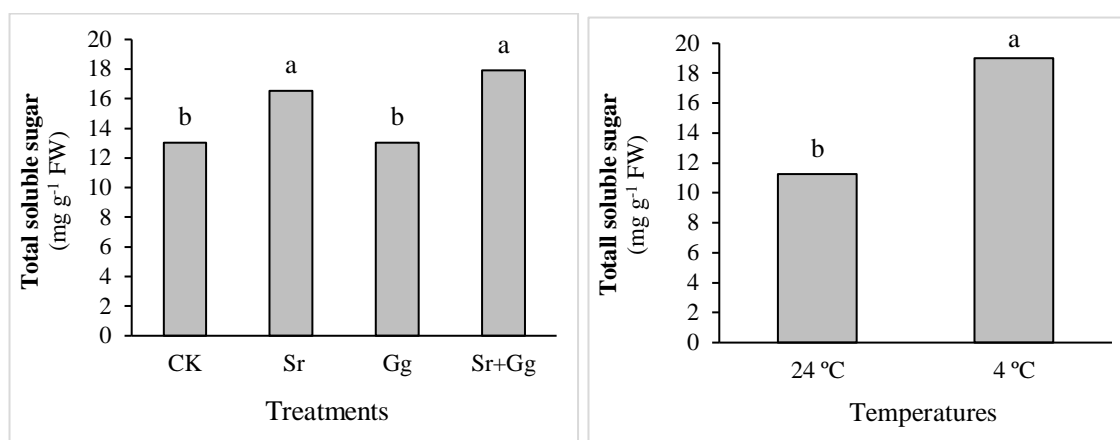 Total soluble sugar
(mg g⁻¹ FW)
20
18
16
14
12
10
8
6
4
2
0
b
a
b
a
CK Sr Gg Sr+Gg
Treatments
Totall soluble sugar
(mg g⁻¹ FW)
20
18
16
14
12
10
8
6
4
2
0
b
a
24 ºC 4 ºC
Temperatures